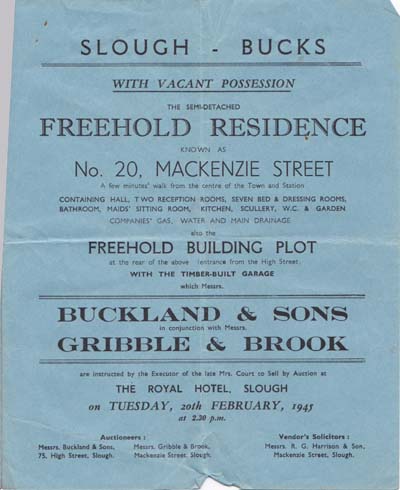 SLOUGH - BUCKS
WITH VACANT POSSESSION
THE SEMI-DETACHED
FREEHOLD RESIDENCE
KNOWN AS
No. 20, MACKENZIE STREET
A few minutes' walk from the centre of the Town and Station
CONTAINING HALL, TWO RECEPTION ROOMS, SEVEN BED & DRESSING ROOMS,
BATHROOM, MAIDS' SITTING ROOM, KITCHEN, SCULLERY, W.C. & GARDEN
COMPANIES' GAS, WATER AND MAIN DRAINAGE
also the
FREEHOLD BUILDING PLOT
at the rear of the above (entrance from the High Street,
WITH THE TIMBER-BUILT GARAGE
which Messrs.
BUCKLAND & SONS
in conjunction with Messrs.
GRIBBLE & BROOK
are instructed by the Executor of the late Mrs. Court to Sell by Auction at
THE ROYAL HOTEL, SLOUGH
on TUESDAY, 20th FEBRUARY, 1945
at 2.30 p.m.
Auctioneers :
Messrs. Buckland & Sons,
75, High Street, Slough.
Messrs. Gribble & Brook,
Mackenzie Street, Slough.
Vendor's Solicitors :
Messrs. R. G. Harrison & Son,
Mackenzie Street, Slough.